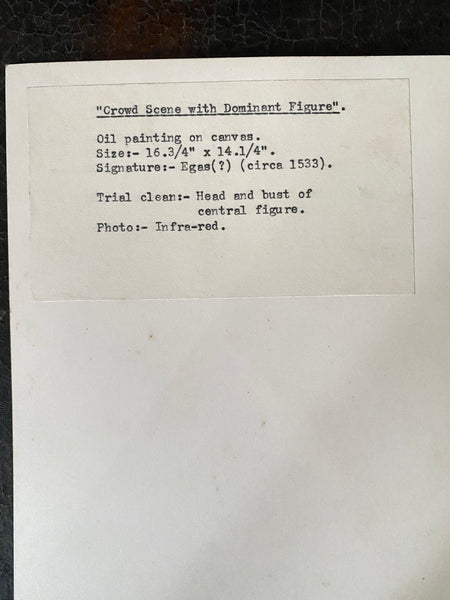 "Crowd Scene with Dominant Figure".
Oil painting on canvas.
Size:- 16.3/4" x 14.1/4".
Signature:- Egas(?) (circa 1533).
Trial clean:- Head and bust of
central figure.
Photo:- Infra-red.